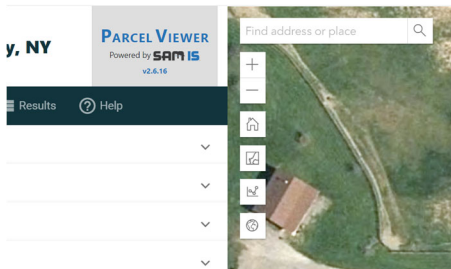 y, NY
PARCEL VIEWER
Powered by SAM IS
v2.6.16
Find address or place
Results
Help